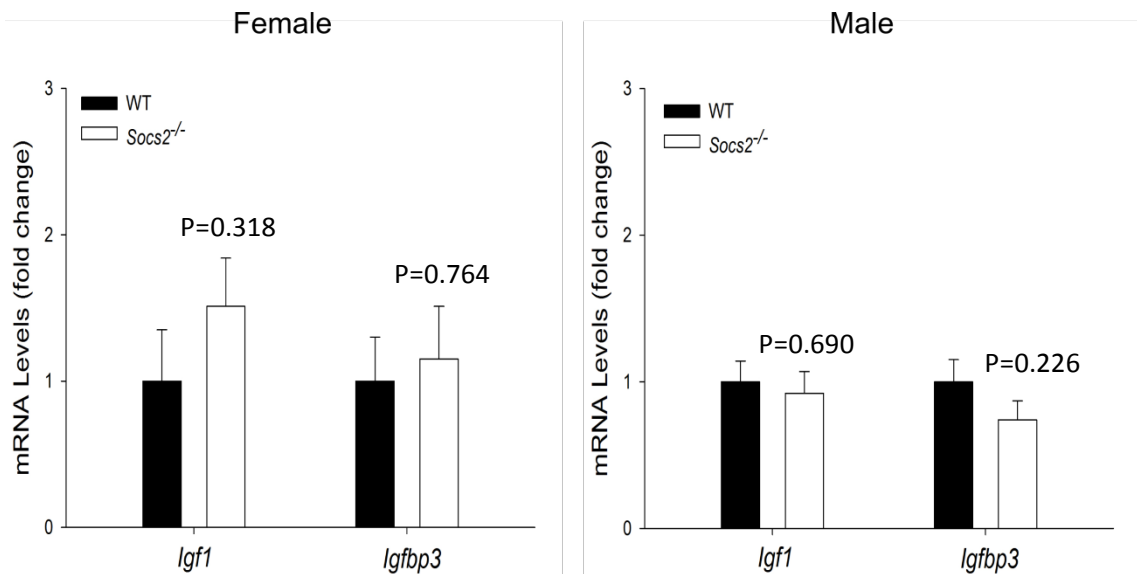 Female
mRNA Levels (fold change)
3
2
1
0
WT
Socs2-/-
P=0.318
P=0.764
Igf1
Igfbp3
Male
mRNA Levels (fold change)
3
2
1
0
WT
Socs2-/-
P=0.690
P=0.226
Igf1
Igfbp3